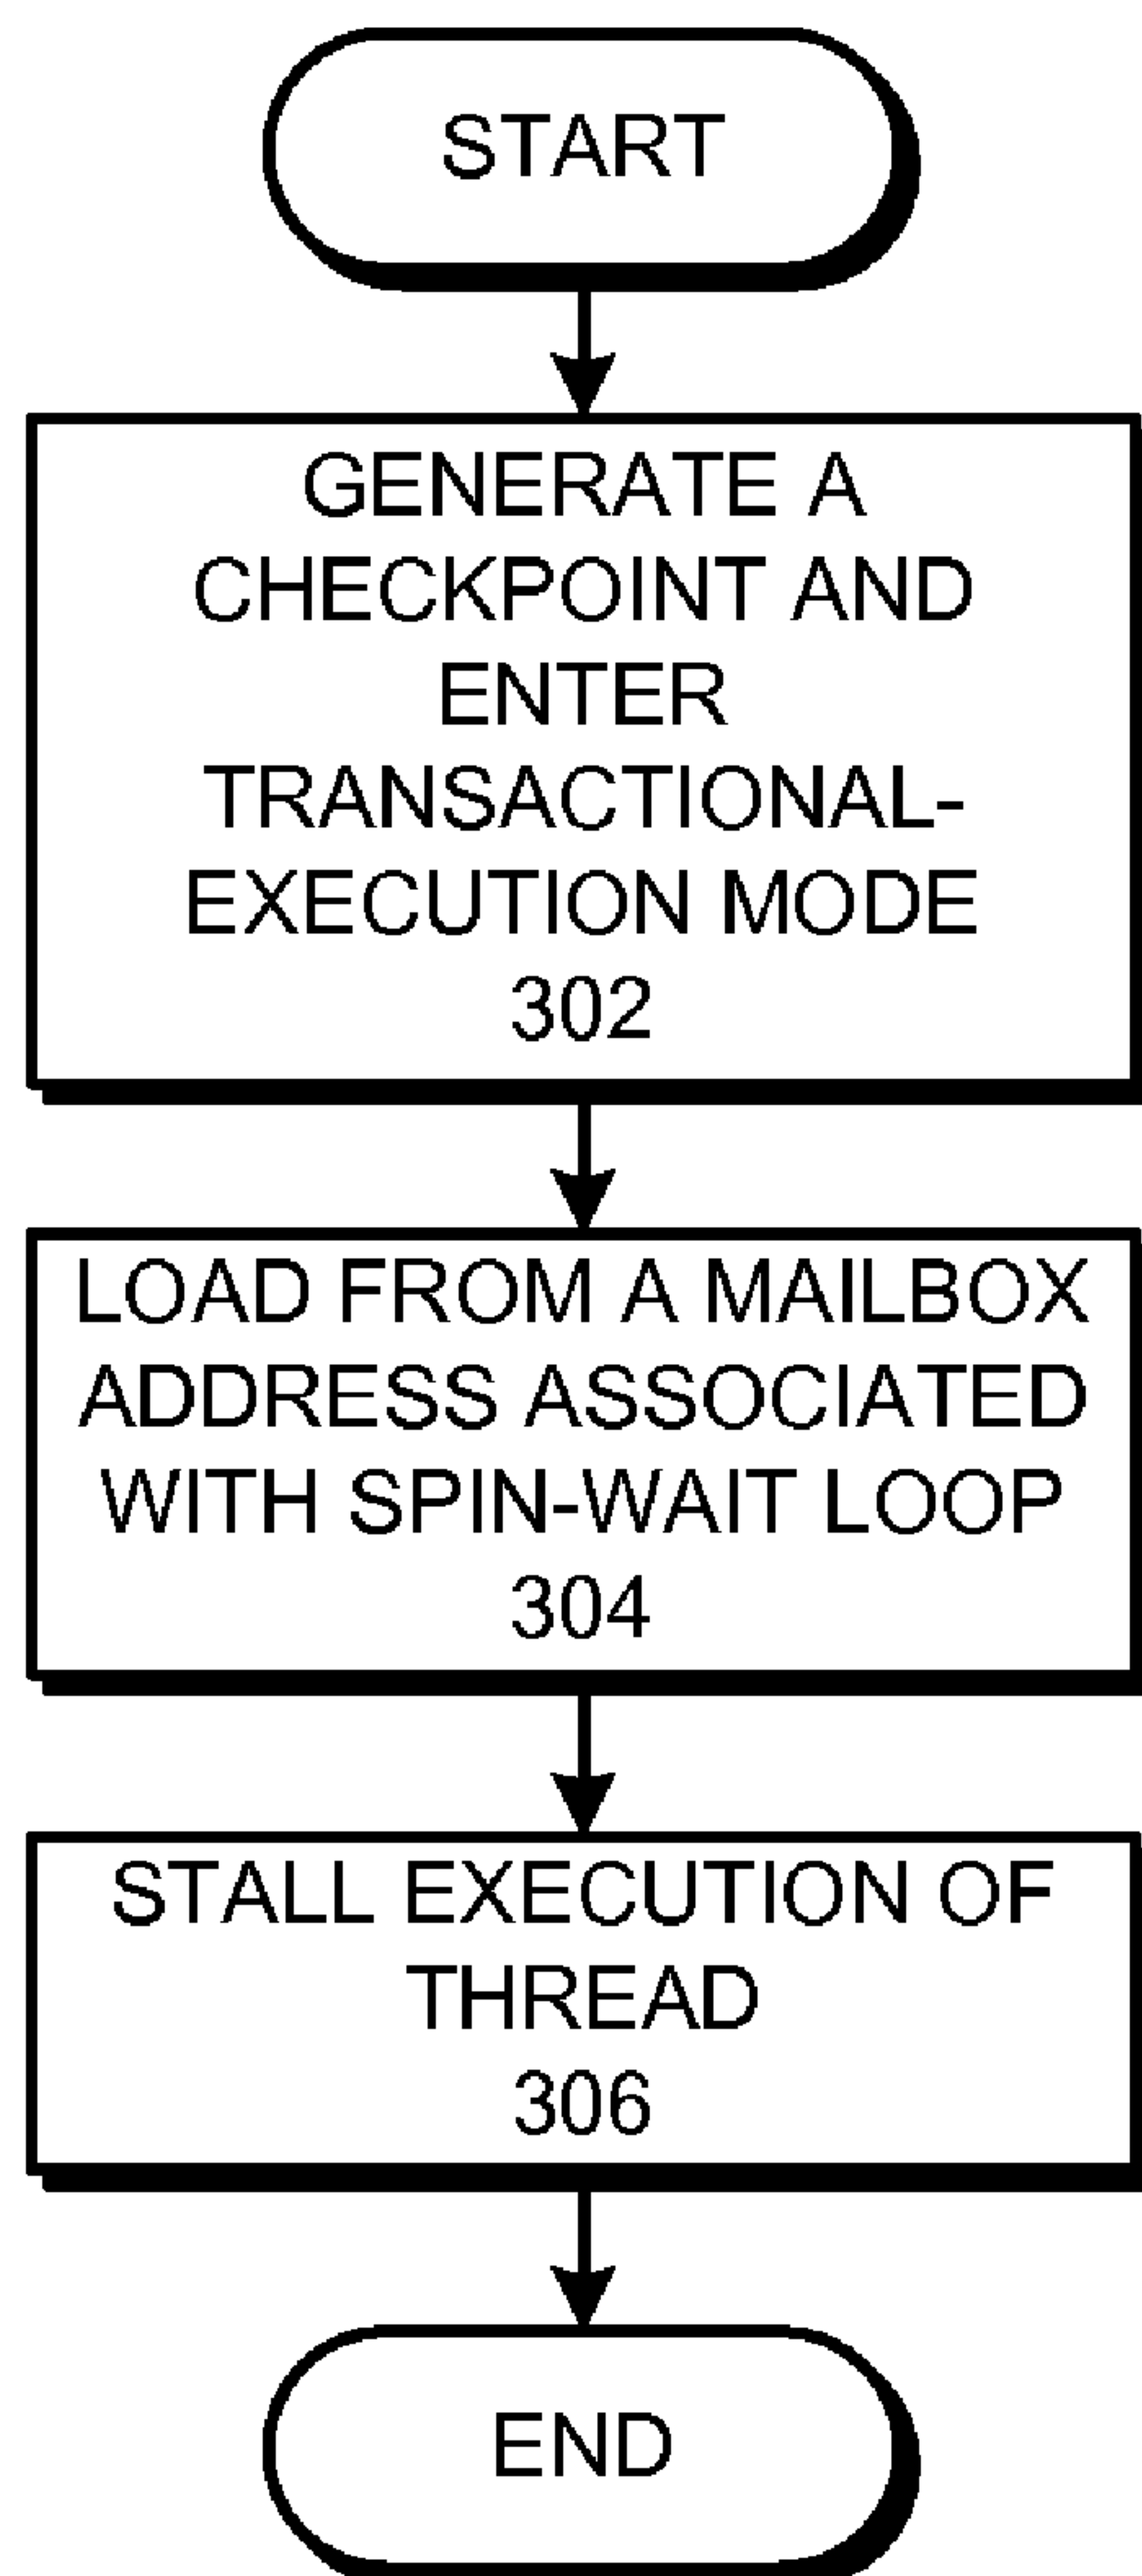 START
GENERATE A
CHECKPOINT AND
ENTER
TRANSACTIONAL-
EXECUTION MODE
302
LOAD FROM A MAILBOX
ADDRESS ASSOCIATED
WITH SPIN-WAIT LOOP
304
STALL EXECUTION OF
THREAD
306
END